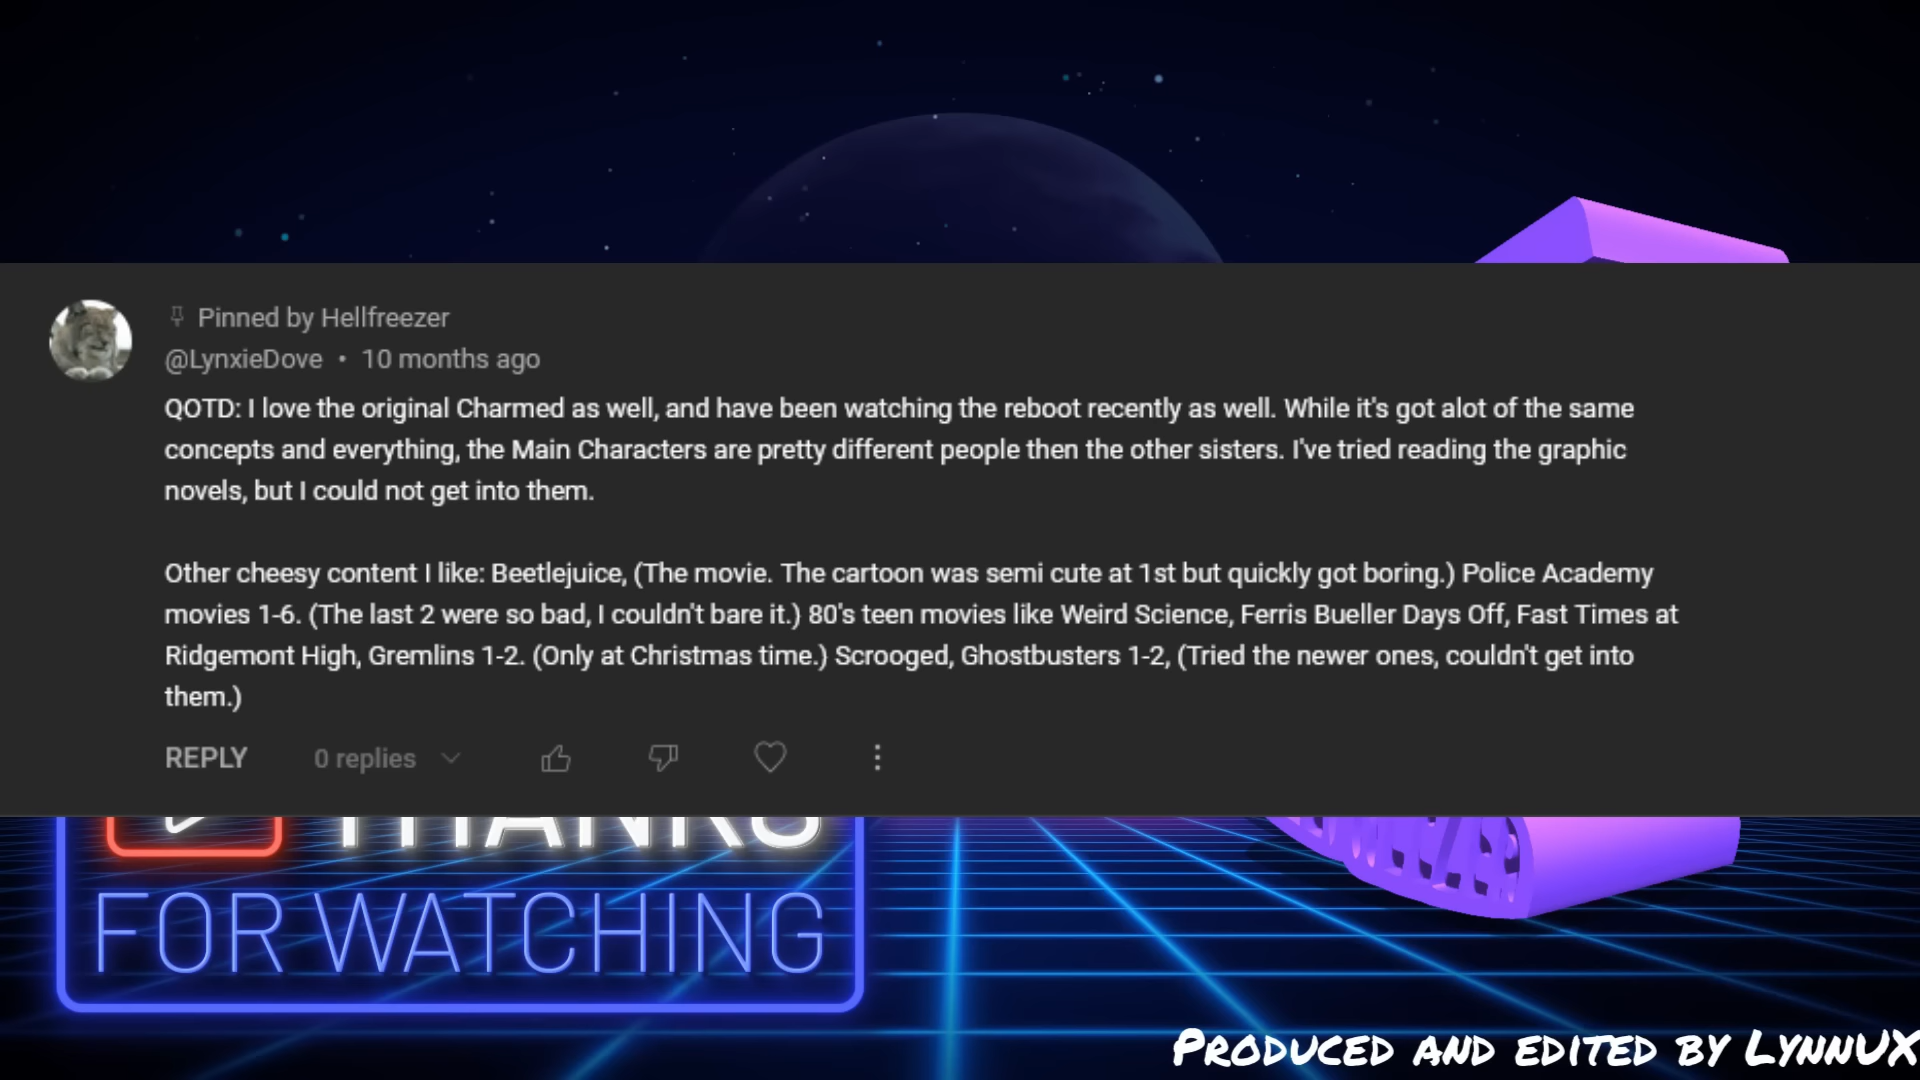 Pinned by Hellfreezer
@LynxieDove • 10 months ago
QOTD: I love the original Charmed as well, and have been watching the reboot recently as well. While it's got alot of the same
concepts and everything, the Main Characters are pretty different people then the other sisters. I've tried reading the graphic
novels, but I could not get into them.
Other cheesy content I like: Beetlejuice, (The movie. The cartoon was semi cute at 1st but quickly got boring.) Police Academy
movies 1-6. (The last 2 were so bad, I couldn't bare it.) 80's teen movies like Weird Science, Ferris Bueller Days Off, Fast Times at
Ridgemont High, Gremlins 1-2. (Only at Christmas time.) Scrooged, Ghostbusters 1-2, (Tried the newer ones, couldn't get into
them.)
REPLY 0 replies
THANKS
FOR WATCHING
PRODUCED AND EDITED BY LYNNUX